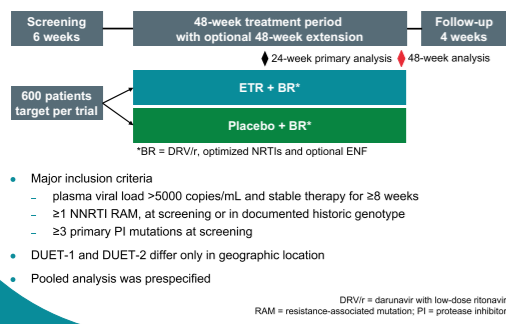 Screening
6 weeks
48-week treatment period
with optional 48-week extension
Follow-up
4 weeks
24-week primary analysis
48-week analysis
600 patients
target per trial
ETR + BR*
Placebo + BR*
*BR = DRV/r, optimized NRTIs and optional ENF
• Major inclusion criteria
– plasma viral load >5000 copies/mL and stable therapy for ≥8 weeks
– ≥1 NNRTI RAM, at screening or in documented historic genotype
– ≥3 primary PI mutations at screening
• DUET-1 and DUET-2 differ only in geographic location
• Pooled analysis was prespecified
DRV/r = darunavir with low-dose ritonavir
RAM = resistance-associated mutation; PI = protease inhibitor